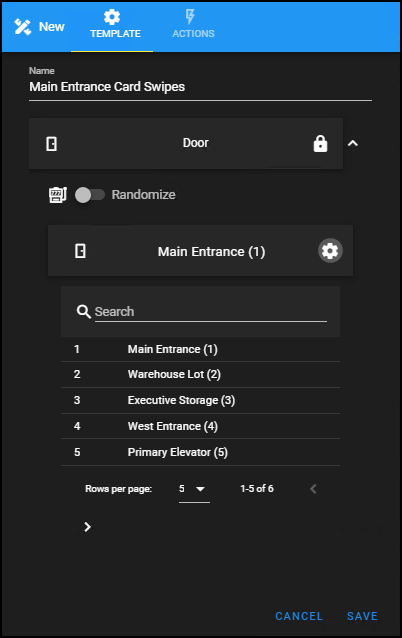 New
TEMPLATE
ACTIONS
Name
Main Entrance Card Swipes
Door
Randomize
Main Entrance (1)
Search
1 Main Entrance (1)
2 Warehouse Lot (2)
3 Executive Storage (3)
4 West Entrance (4)
5 Primary Elevator (5)
Rows per page: 5 1-5 of 6
CANCEL SAVE